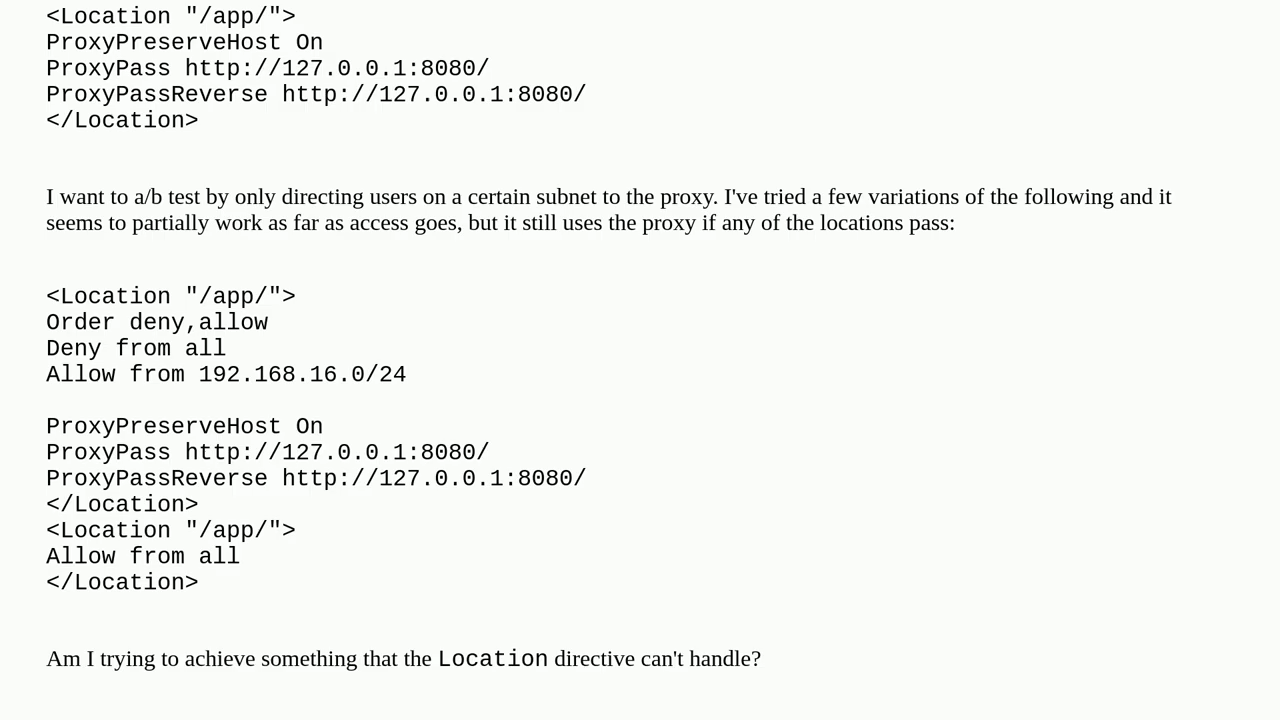 <Location "/app/">
ProxyPreserveHost On
ProxyPass http://127.0.0.1:8080/
ProxyPassReverse http://127.0.0.1:8080/
</Location>
I want to a/b test by only directing users on a certain subnet to the proxy. I've tried a few variations of the following and it
seems to partially work as far as access goes, but it still uses the proxy if any of the locations pass:
<Location "/app/">
Order deny,allow
Deny from all
Allow from 192.168.16.0/24
ProxyPreserveHost On
ProxyPass http://127.0.0.1:8080/
ProxyPassReverse http://127.0.0.1:8080/
</Location>
<Location "/app/">
Allow from all
</Location>
Am I trying to achieve something that the Location directive can't handle?